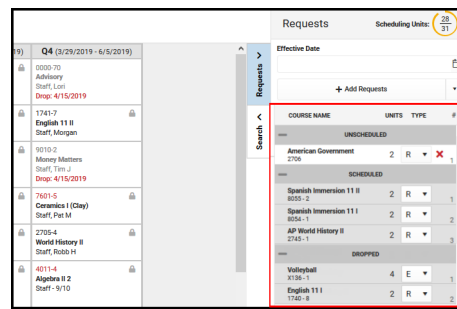 19)
Q4 (3/29/2019 - 6/5/2019)
0000-70
Advisory
Staff, Lori
Drop: 4/15/2019
1741-7
English 11 II
Staff, Morgan
9010-2
Money Matters
Staff, Tim J
Drop: 4/15/2019
7601-5
Ceramics I (Clay)
Staff, Pat M
2705-4
World History II
Staff, Robb H
4011-4
Algebra II 2
Staff - 9/10
Requests
Search
Requests
Scheduling Units:
28
31
Effective Date
+ Add Requests
COURSE NAME UNITS TYPE #
UNSCHEDULED
American Government 2 R 1
2706
SCHEDULED
Spanish Immersion 11 II 2 R 1
8055 - 2
Spanish Immersion 11 I 2 R 2
8054 - 1
AP World History II 2 R 3
2745 - 1
DROPPED
Volleyball 4 E 1
X136 - 1
English 11 I 2 R 2
1740 - 8